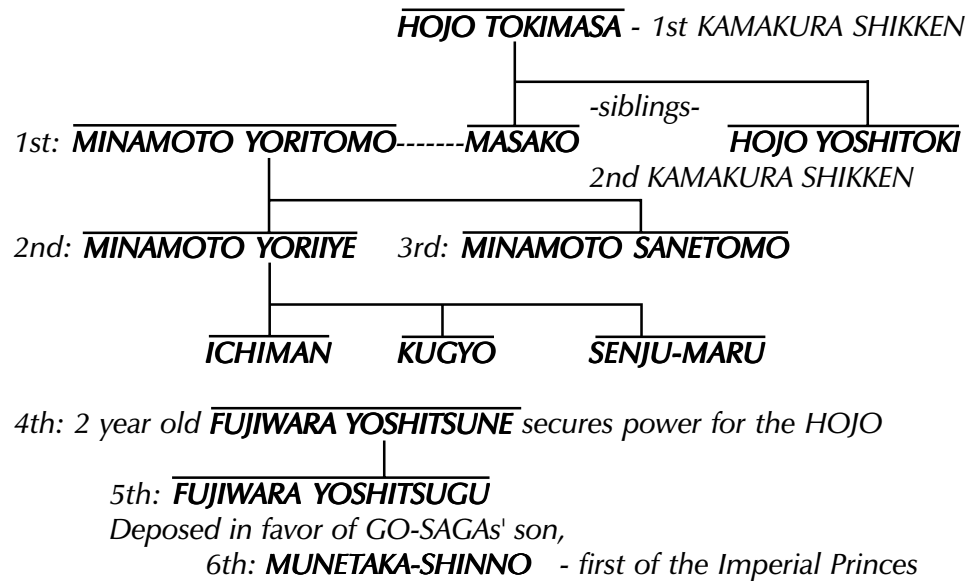 HOJO TOKIMASA - 1st KAMAKURA SHIKKEN
-siblings-
1st: MINAMOTO YORITOMO-------MASAKO HOJO YOSHITOKI
2nd KAMAKURA SHIKKEN
2nd: MINAMOTO YORIIYE 3rd: MINAMOTO SANETOMO
ICHIMAN KUGYO SENJU-MARU
4th: 2 year old FUJIWARA YOSHITSUNE secures power for the HOJO
5th: FUJIWARA YOSHITSUGU
Deposed in favor of GO-SAGAs' son,
6th: MUNETAKA-SHINNO - first of the Imperial Princes